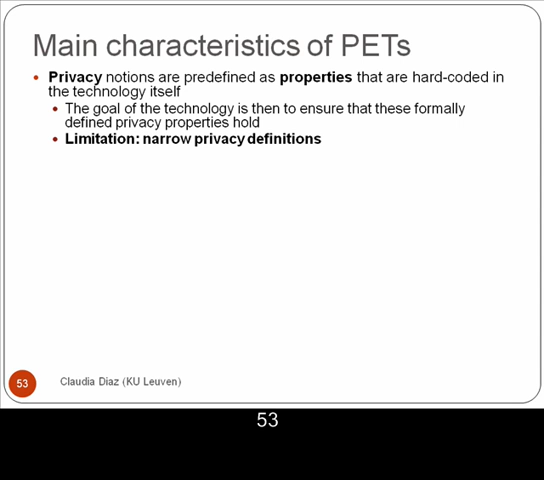 Main characteristics of PETs
• Privacy notions are predefined as properties that are hard-coded in
the technology itself
• The goal of the technology is then to ensure that these formally
defined privacy properties hold
• Limitation: narrow privacy definitions
53
Claudia Diaz (KU Leuven)
53